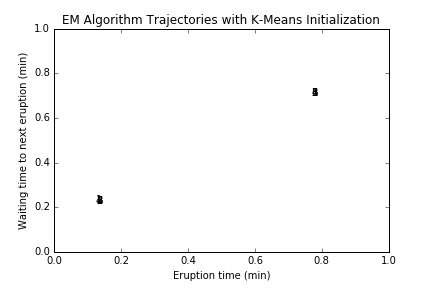 EM Algorithm Trajectories with K-Means Initialization
1.0
0.8
0.6
0.4
0.2
0.0
Waiting time to next eruption (min)
0.0 0.2 0.4 0.6 0.8 1.0
Eruption time (min)